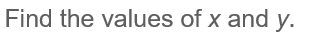 Find the values of x and y.